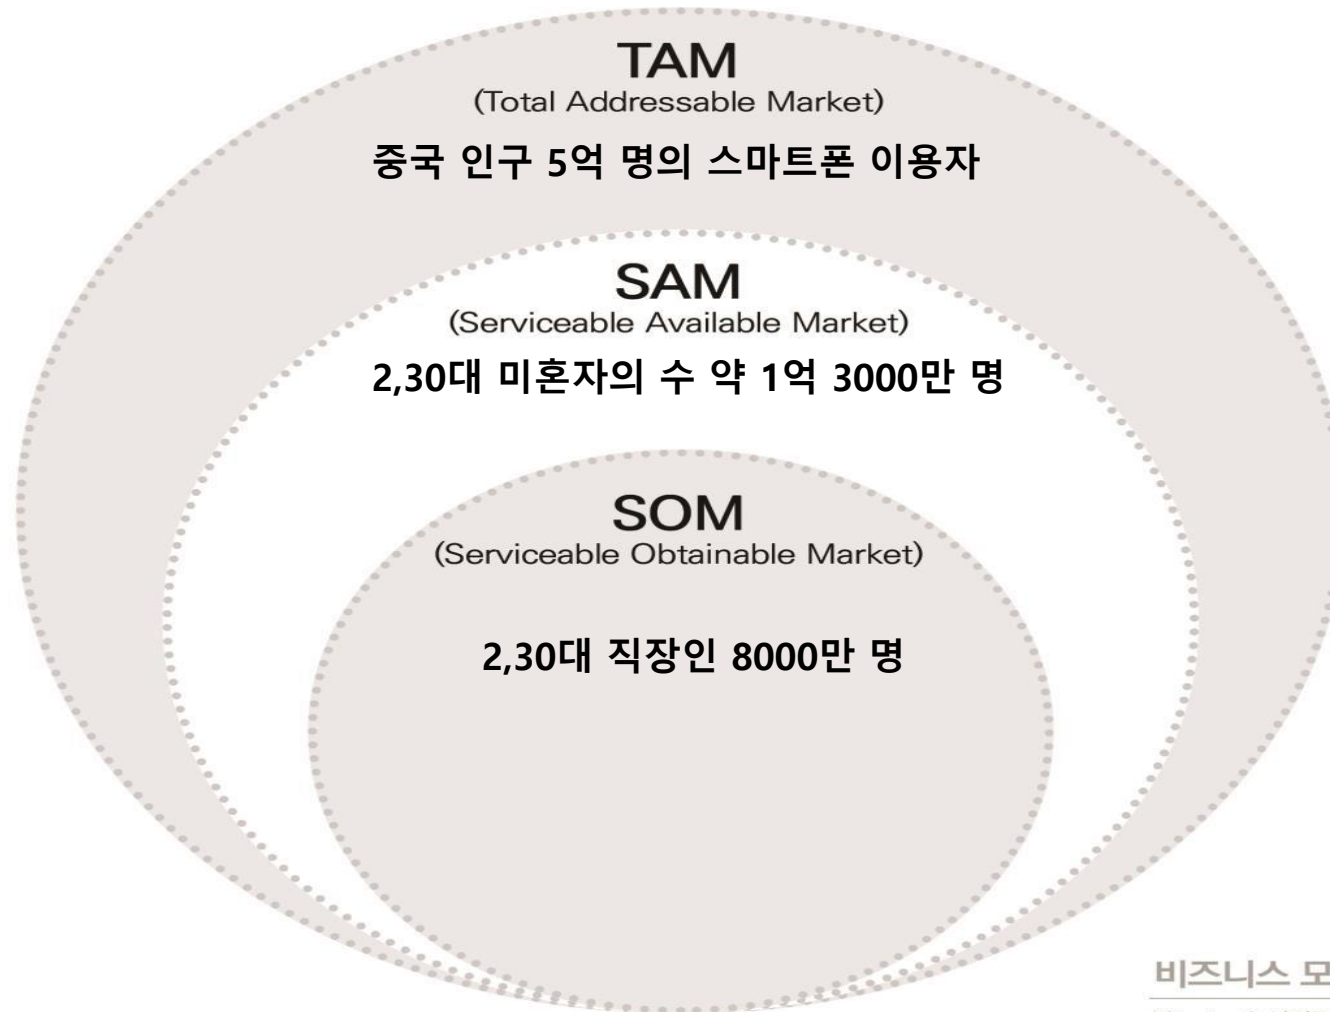 TAM
(Total Addressable Market)
중국 인구 5억 명의 스마트폰 이용자
SAM
(Serviceable Available Market)
2,30대 미혼자의 수 약 1억 3000만 명
SOM
(Serviceable Obtainable Market)
2,30대 직장인 8000만 명
비즈니스 모